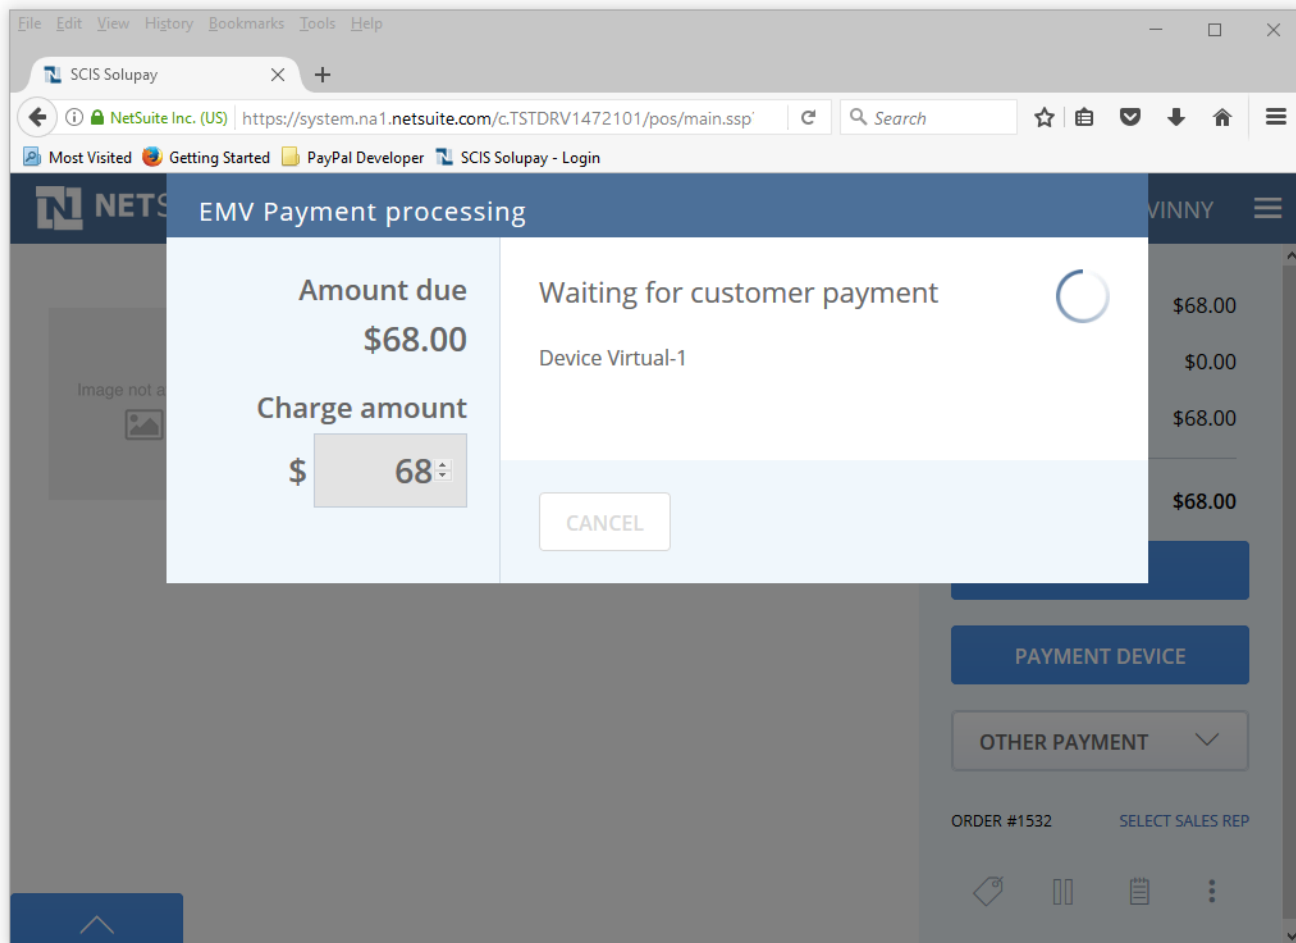 File Edit View History Bookmarks Tools Help
SCIS Solupay
NetSuite Inc. (US) https://system.na1.netsuite.com/c.TSTDRV1472101/pos/main.ssp
Search
Most Visited Getting Started PayPal Developer SCIS Solupay - Login
NETS
VINNY
EMV Payment processing
Amount due
$68.00
Charge amount
$ 68
Waiting for customer payment
Device Virtual-1
CANCEL
Image not a
$68.00
$0.00
$68.00
$68.00
PAYMENT DEVICE
OTHER PAYMENT
ORDER #1532 SELECT SALES REP